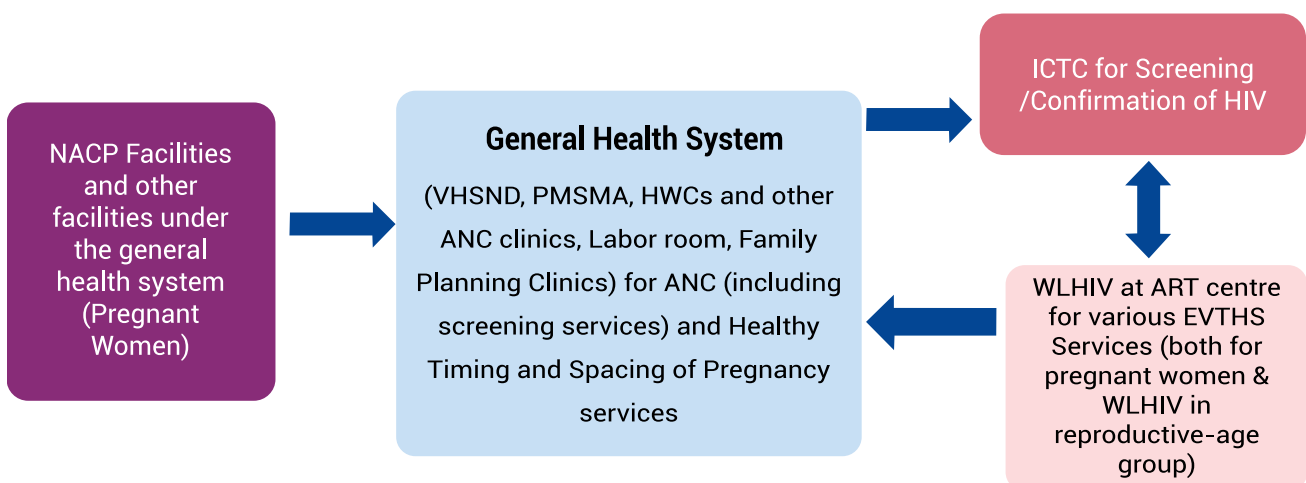 NACP Facilities
and other
facilities under
the general
health system
(Pregnant
Women)
General Health System
(VHSND, PMSMA, HWCs and other
ANC clinics, Labor room, Family
Planning Clinics) for ANC (including
screening services) and Healthy
Timing and Spacing of Pregnancy
services
ICTC for Screening
/Confirmation of HIV
WLHIV at ART centre
for various EVTHS
Services (both for
pregnant women &
WLHIV in
reproductive-age
group)